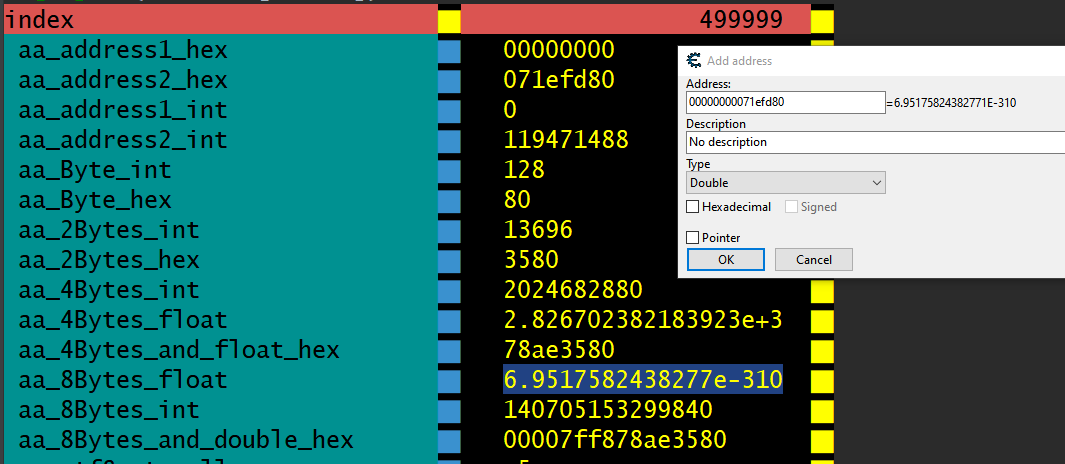 index 499999
aa_address1_hex 00000000
aa_address2_hex 071efd80
aa_address1_int 0
aa_address2_int 119471488
aa_Byte_int 128
aa_Byte_hex 80
aa_2Bytes_int 13696
aa_2Bytes_hex 3580
aa_4Bytes_int 2024682880
aa_4Bytes_float 2.826702382183923e+3
aa_4Bytes_and_float_hex 78ae3580
aa_8Bytes_float 6.9517582438277e-310
aa_8Bytes_int 140705153299840
aa_8Bytes_and_double_hex 00007ff878ae3580
Add address
Address:
00000000071efd80 =6.95175824382771E-310
Description
No description
Type
Double
Hexadecimal Signed
Pointer
OK Cancel